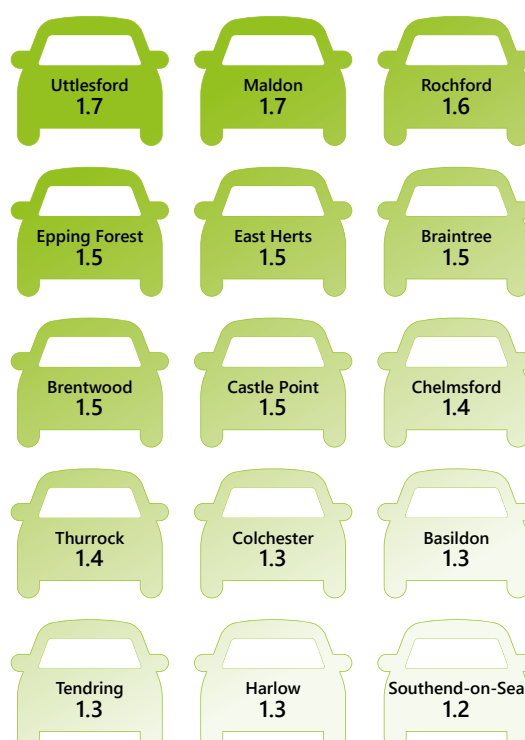 Uttlesford
1.7
Maldon
1.7
Rochford
1.6
Epping Forest
1.5
East Herts
1.5
Braintree
1.5
Brentwood
1.5
Castle Point
1.5
Chelmsford
1.4
Thurrock
1.4
Colchester
1.3
Basildon
1.3
Tendring
1.3
Harlow
1.3
Southend-on-Sea
1.2